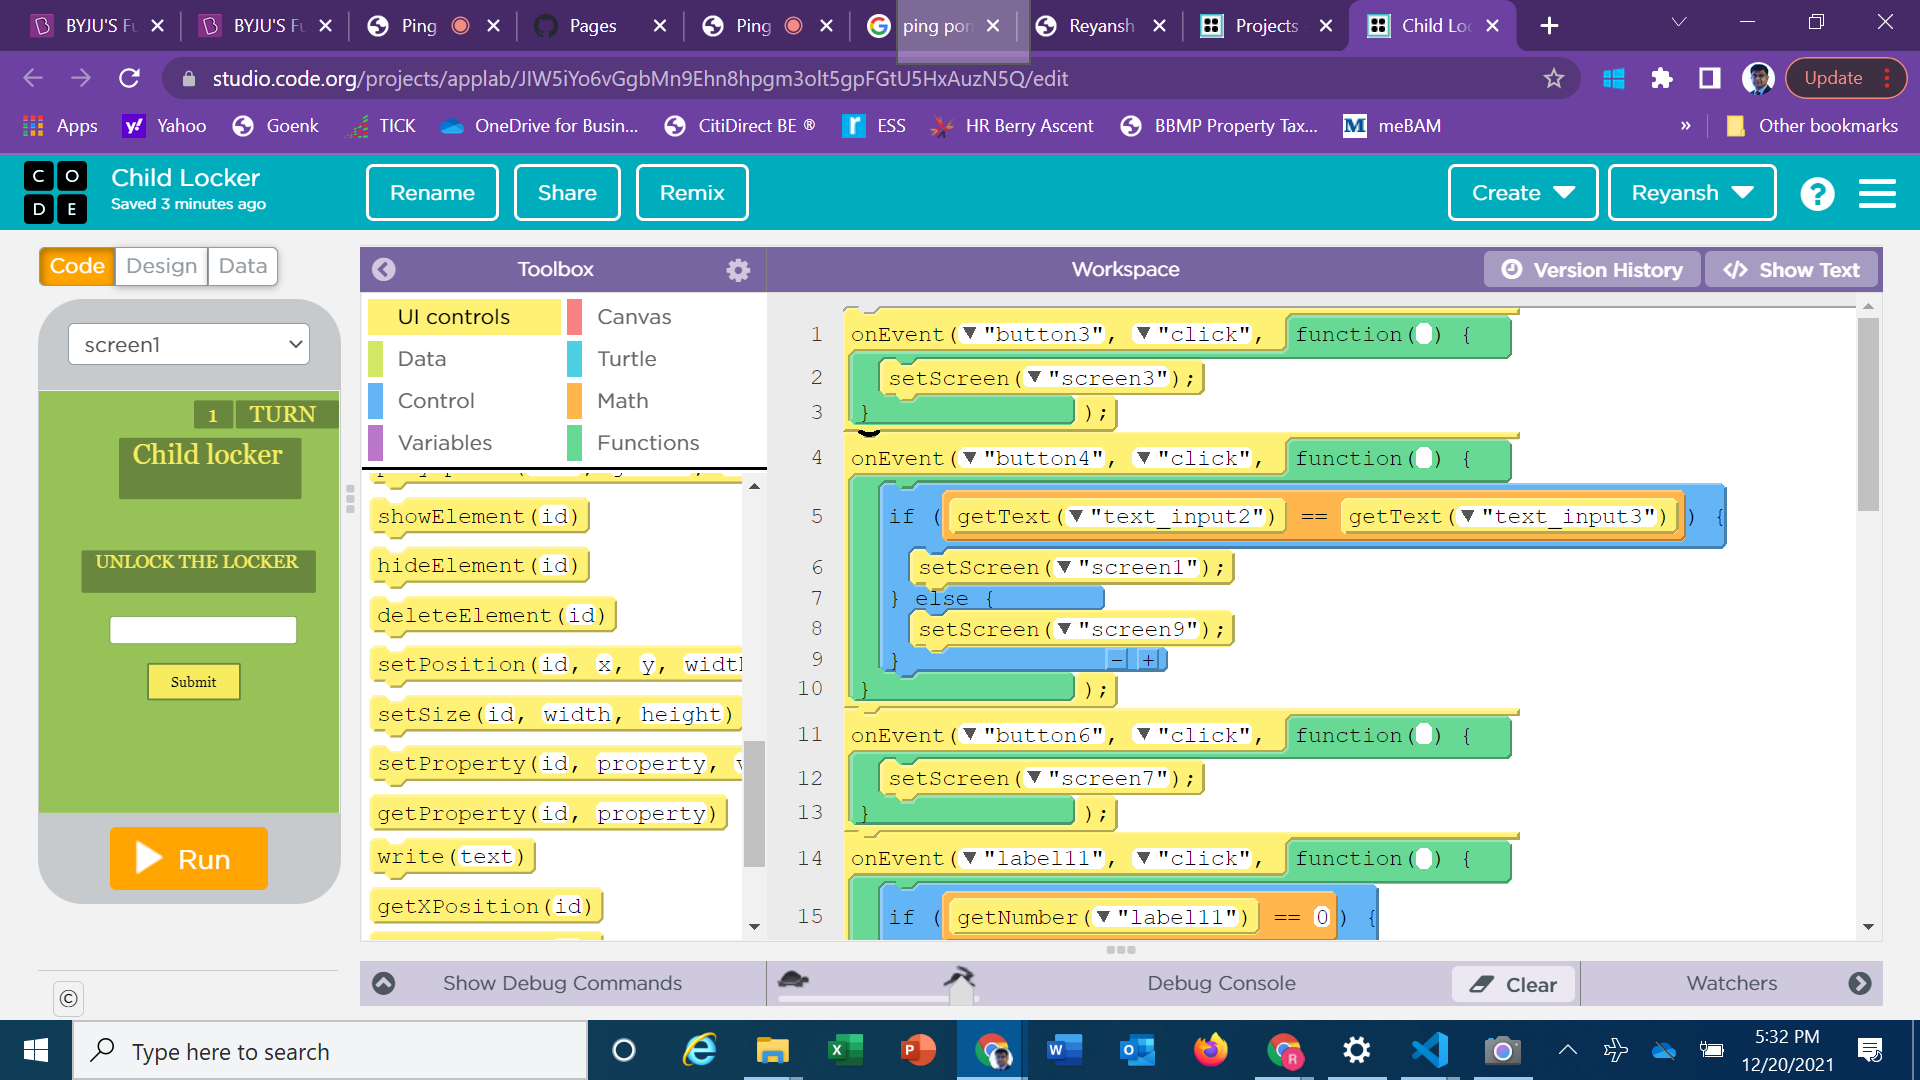 BYJU'S Fu
BYJU'S Fu
Ping
Pages
Ping
ping pon
Reyansh
Projects
Child Loc
studio.code.org/projects/applab/JIW5iYo6vGgbMn9Ehn8hpgm3oIt5gpFGtU5HxAuzN5Q/edit
Update
Apps
Yahoo
Goenk
TICK
OneDrive for Busin...
CitiDirect BE ®
ESS
HR Berry Ascent
BBMP Property Tax...
M meBAM
»
Other bookmarks
C O
D E
Child Locker
Saved 3 minutes ago
Rename
Share
Remix
Create
Reyansh
?
Code
Design
Data
Toolbox
Workspace
Version History
</> Show Text
screen1
1 TURN
Child locker
UNLOCK THE LOCKER
Submit
Run
UI controls
Canvas
Data
Turtle
Control
Math
Variables
Functions
showElement(id)
hideElement(id)
deleteElement(id)
setPosition(id, x, y, width
setSize(id, width, height)
setProperty(id, property, v
getProperty(id, property)
write(text)
getXPosition(id)
1 onEvent(▼"button3", ▼"click", function( ) {
2 setScreen(▼"screen3");
3 } );
4 onEvent(▼"button4", ▼"click", function( ) {
5 if ( getText(▼"text_input2") == getText(▼"text_input3") ) {
6 setScreen(▼"screen1");
7 } else {
8 setScreen(▼"screen9");
9 } - +
10 } );
11 onEvent(▼"button6", ▼"click", function( ) {
12 setScreen(▼"screen7");
13 } );
14 onEvent(▼"label11", ▼"click", function( ) {
15 if ( getNumber(▼"label11") == 0 ) {
©
Show Debug Commands
Debug Console
Clear
Watchers
Type here to search
5:32 PM
12/20/2021